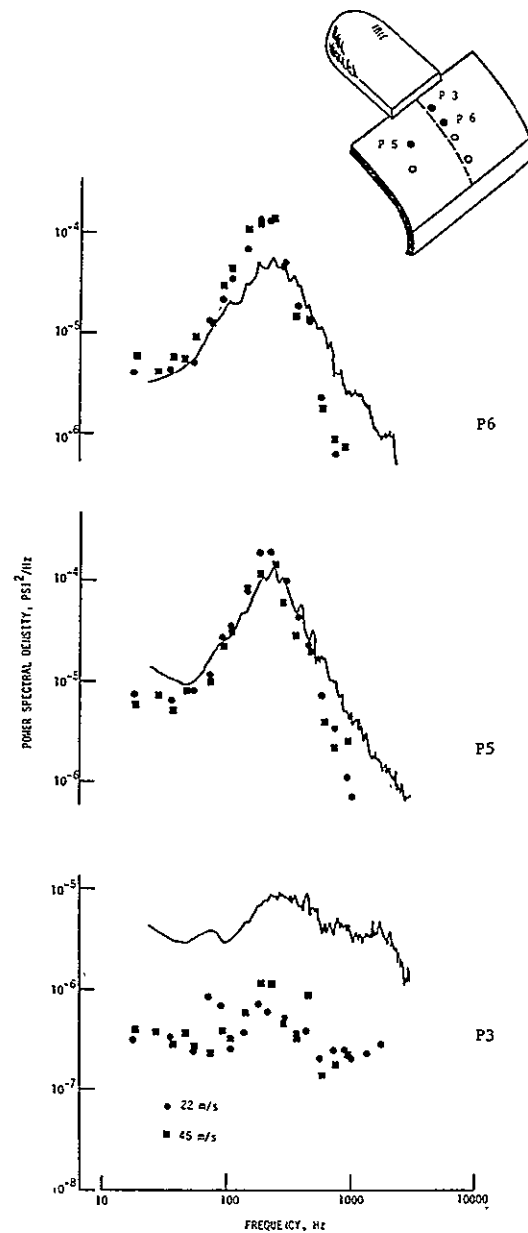 P 3
P 6
P 5
10-4
10-5
10-6
P6
10-4
10-5
10-6
P5
POWER SPECTRAL DENSITY, PSI2/Hz
10-5
10-6
10-7
10-8
P3
● 22 m/s
■ 45 m/s
10
100
1000
10000
FREQUENCY, Hz